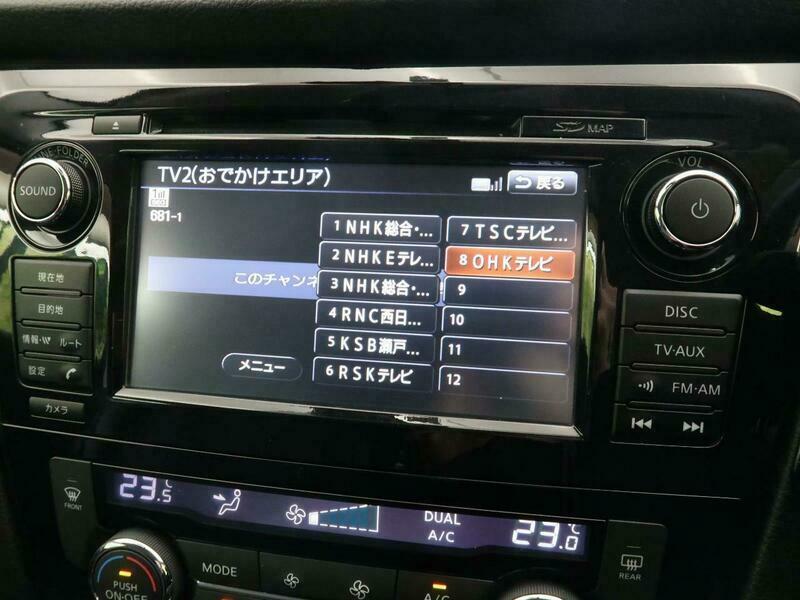 SD MAP
TUNE·FOLDER
SOUND
VOL
TV2(おでかけエリア)
戻る
1
SEG
681-1
このチャン
1 NHK総合・...
2 NHKEテレ...
3 NHK総合・...
4 RNC西日...
5 KSB瀬戸...
6 RSKテレビ
7 TSCテレビ...
8 OHKテレビ
9
10
11
12
メニュー
現在地
目的地
情報・
ルート
設定
カメラ
DISC
TV·AUX
FM·AM
FRONT
23.5°C
DUAL
A/C
23.0°C
REAR
PUSH
ON·OFF
MODE
A/C